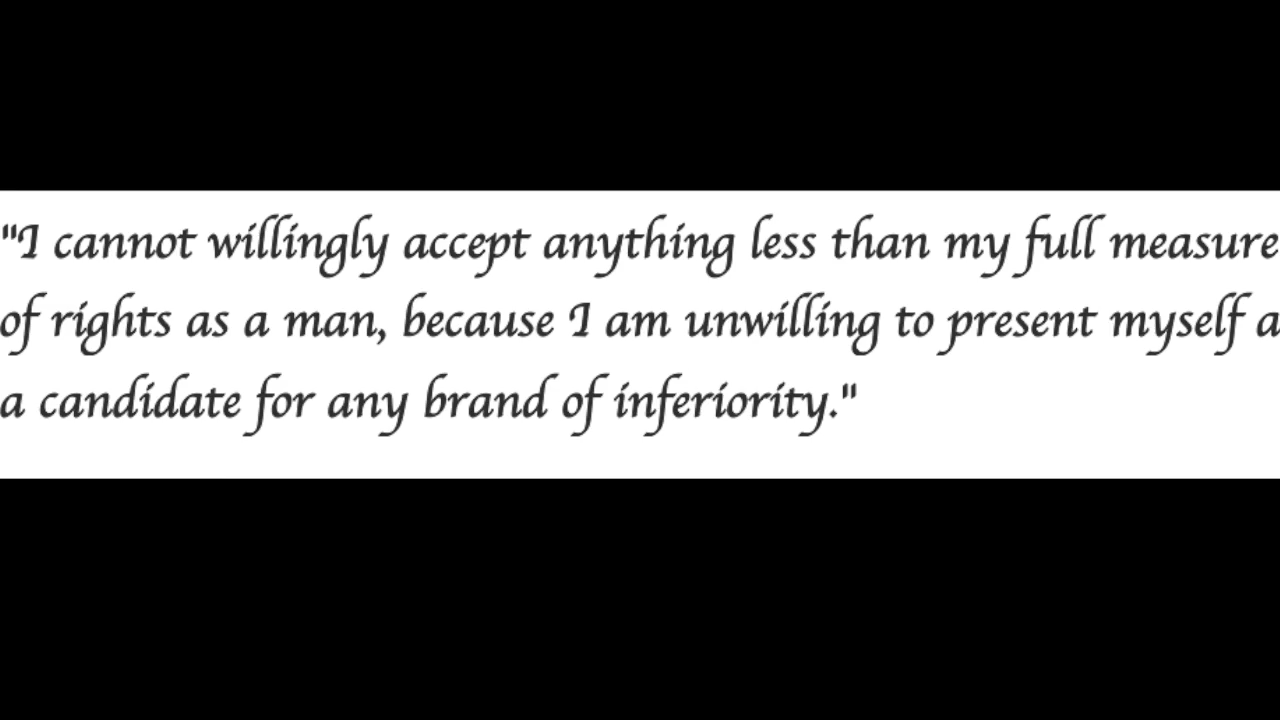 "I cannot willingly accept anything less than my full measure
of rights as a man, because I am unwilling to present myself a
a candidate for any brand of inferiority."